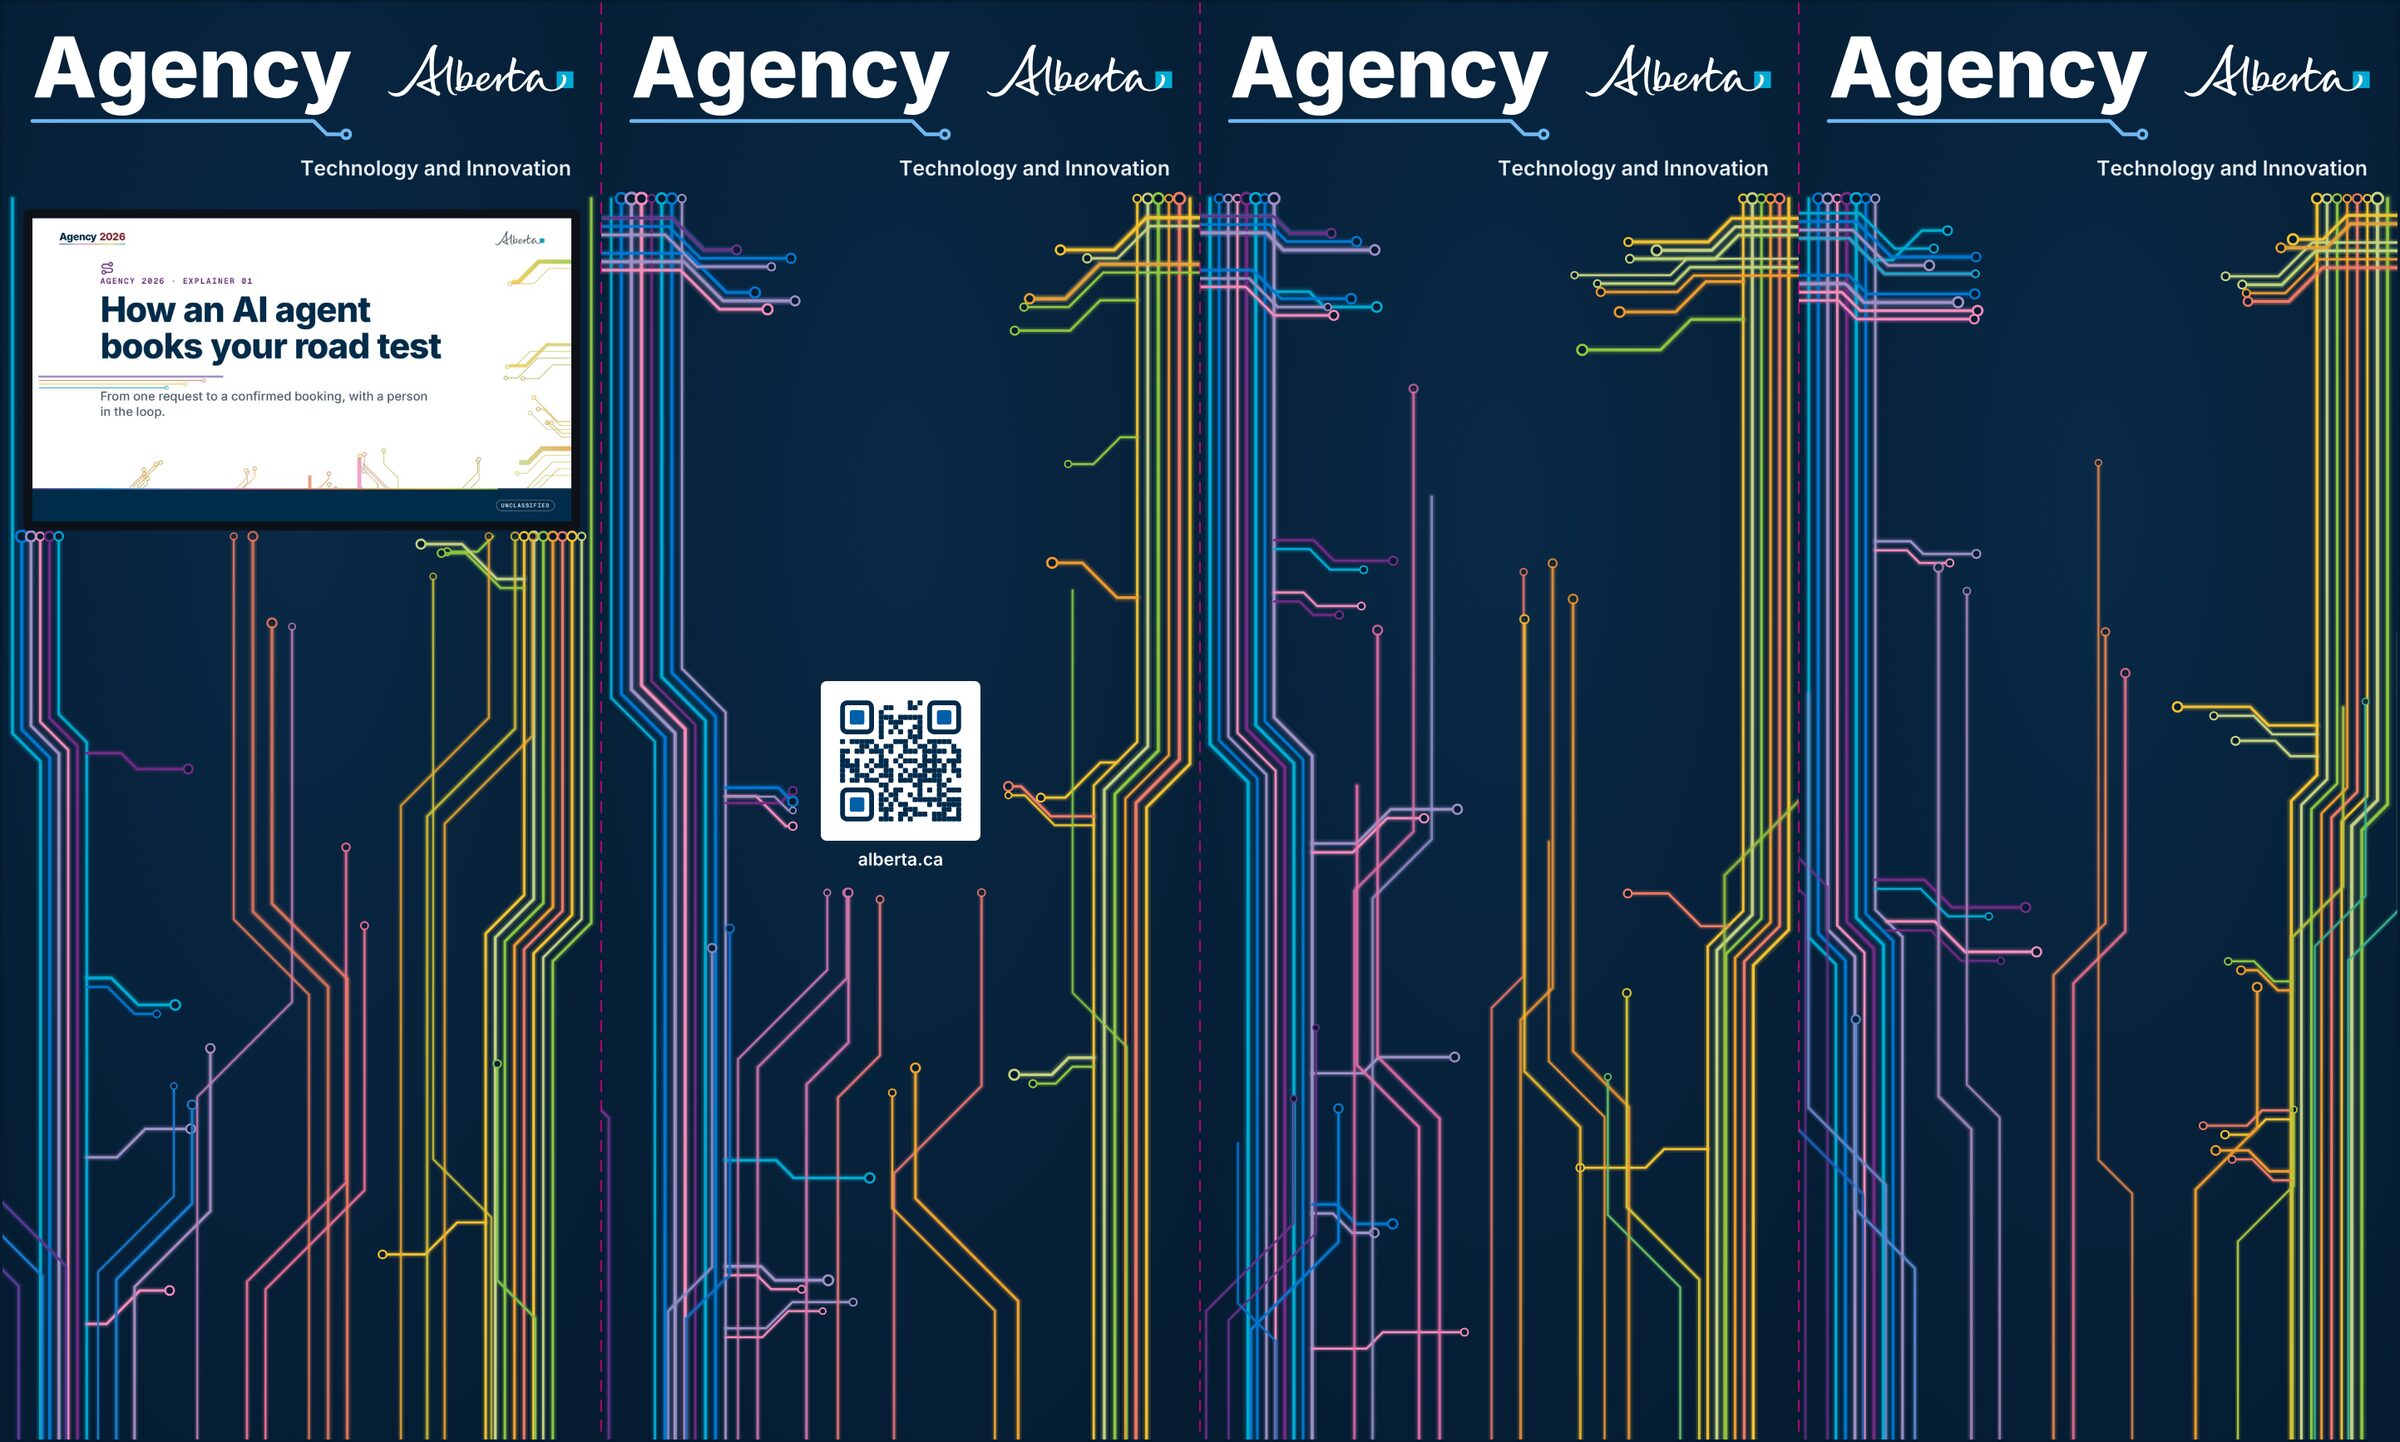 Agency
Alberta
Technology and Innovation
Agency 2026
Alberta
AGENCY 2026 · EXPLAINER 01
How an AI agent
books your road test
From one request to a confirmed booking, with a person
in the loop.
UNCLASSIFIED
Agency
Alberta
Technology and Innovation
alberta.ca
Agency
Alberta
Technology and Innovation
Agency
Alberta
Technology and Innovation